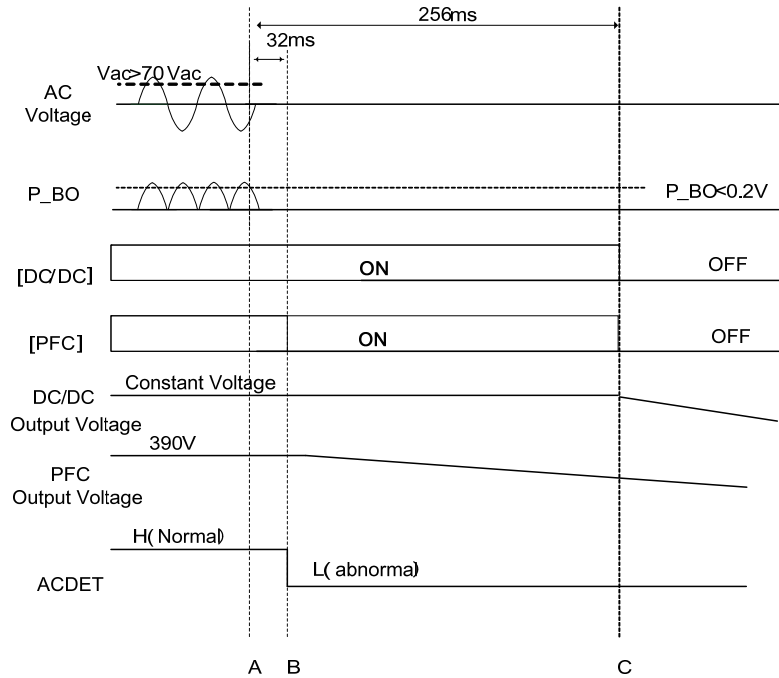 256ms
32ms
Vac>70 Vac
AC
Voltage
P_BO
P_BO<0.2V
[DC/DC]
ON
OFF
[PFC]
ON
OFF
DC/DC
Output Voltage
Constant Voltage
390V
PFC
Output Voltage
H( Normal)
L( abnormal)
ACDET
A
B
C